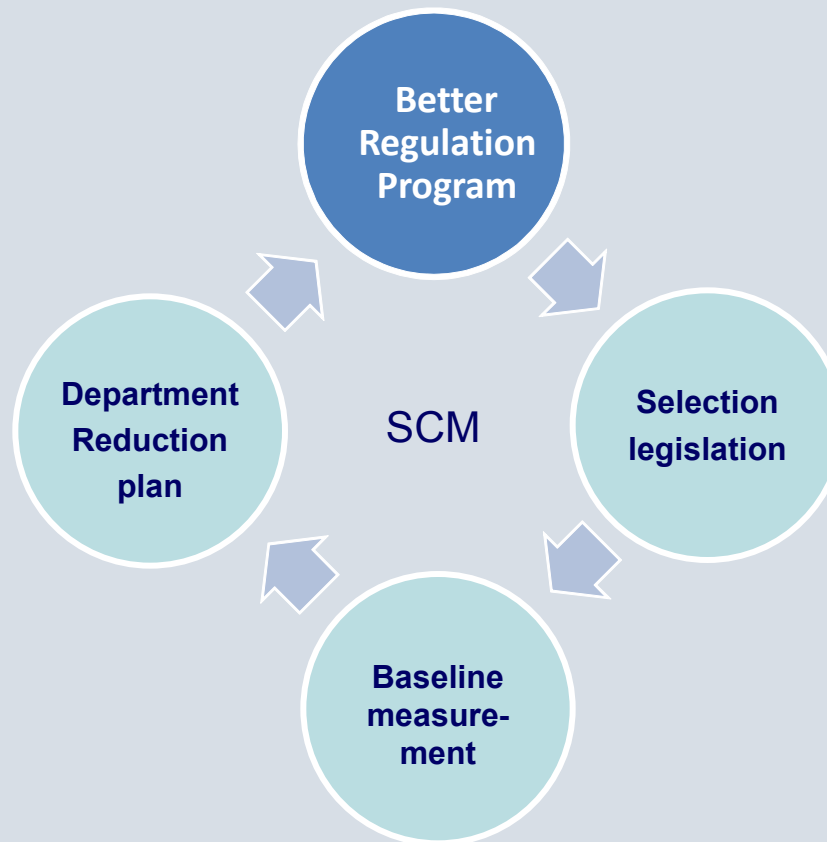 Better
Regulation
Program
Department
Reduction
plan
SCM
Selection
legislation
Baseline
measure-
ment